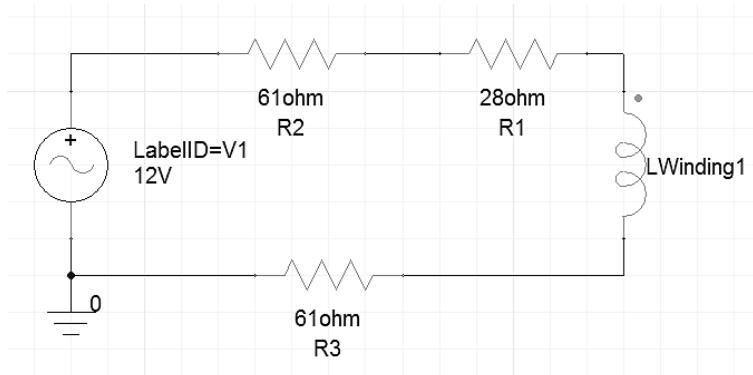 61ohm
R2
28ohm
R1
+
LabelID=V1
12V
LWinding1
0
61ohm
R3